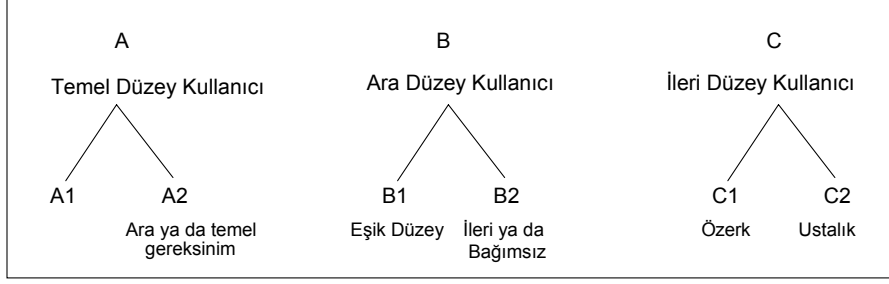 A B C
Temel Düzey Kullanıcı Ara Düzey Kullanıcı İleri Düzey Kullanıcı
A1 A2 B1 B2 C1 C2
Ara ya da temel gereksinim Eşik Düzey İleri ya da Bağımsız Özerk Ustalık